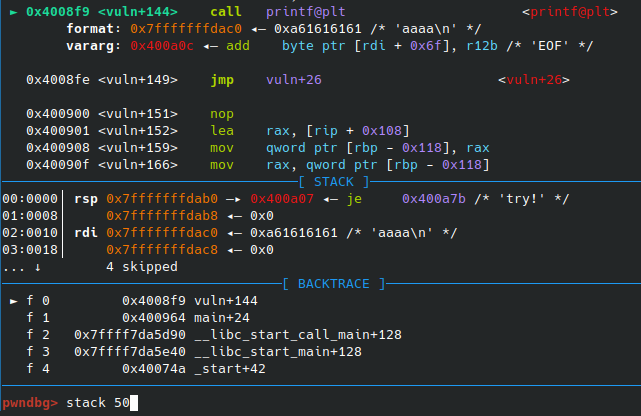 ► 0x4008f9 <vuln+144>    call   printf@plt                      <printf@plt>
        format: 0x7fffffffdac0 ◂— 0xa61616161 /* 'aaaa\n' */
        vararg: 0x400a0c ◂— add    byte ptr [rdi + 0x6f], r12b /* 'EOF' */
   0x4008fe <vuln+149>    jmp    vuln+26                      <vuln+26>
   0x400900 <vuln+151>    nop
   0x400901 <vuln+152>    lea    rax, [rip + 0x108]
   0x400908 <vuln+159>    mov    qword ptr [rbp - 0x118], rax
   0x40090f <vuln+166>    mov    rax, qword ptr [rbp - 0x118]
[ STACK ]
00:0000│ rsp 0x7fffffffdab0 —▸ 0x400a07 ◂— je     0x400a7b /* 'try!' */
01:0008│     0x7fffffffdab8 ◂— 0x0
02:0010│ rdi 0x7fffffffdac0 ◂— 0xa61616161 /* 'aaaa\n' */
03:0018│     0x7fffffffdac8 ◂— 0x0
... ↓        4 skipped
[ BACKTRACE ]
► f 0         0x4008f9 vuln+144
  f 1         0x400964 main+24
  f 2   0x7ffff7da5d90 __libc_start_call_main+128
  f 3   0x7ffff7da5e40 __libc_start_main+128
  f 4         0x40074a _start+42
pwndbg> stack 50